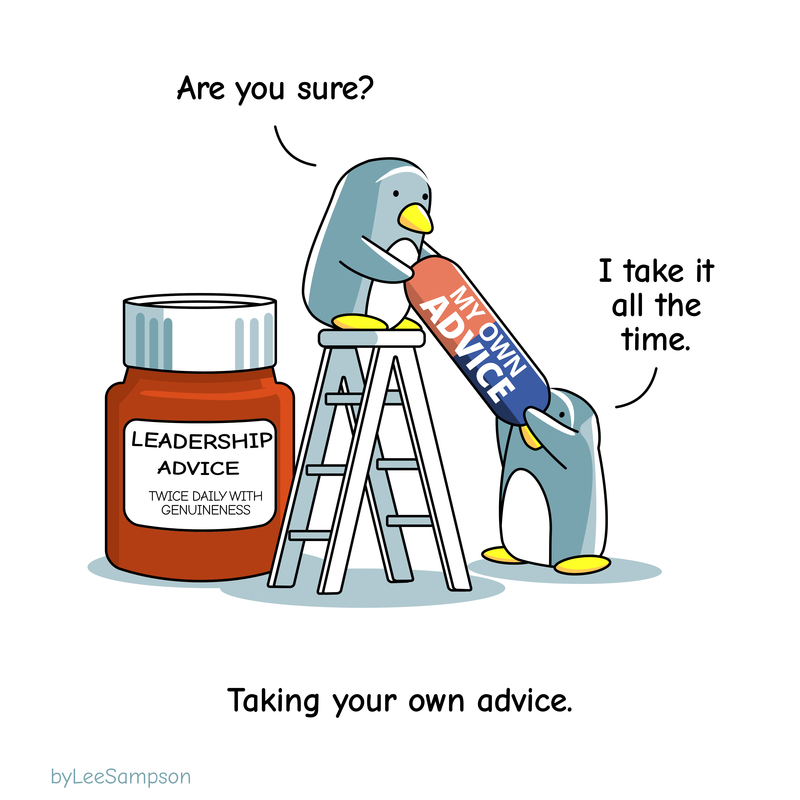 Are you sure?
I take it
all the
time.
MY OWN
ADVICE
LEADERSHIP
ADVICE
TWICE DAILY WITH
GENUINENESS
Taking your own advice.
byLeeSampson